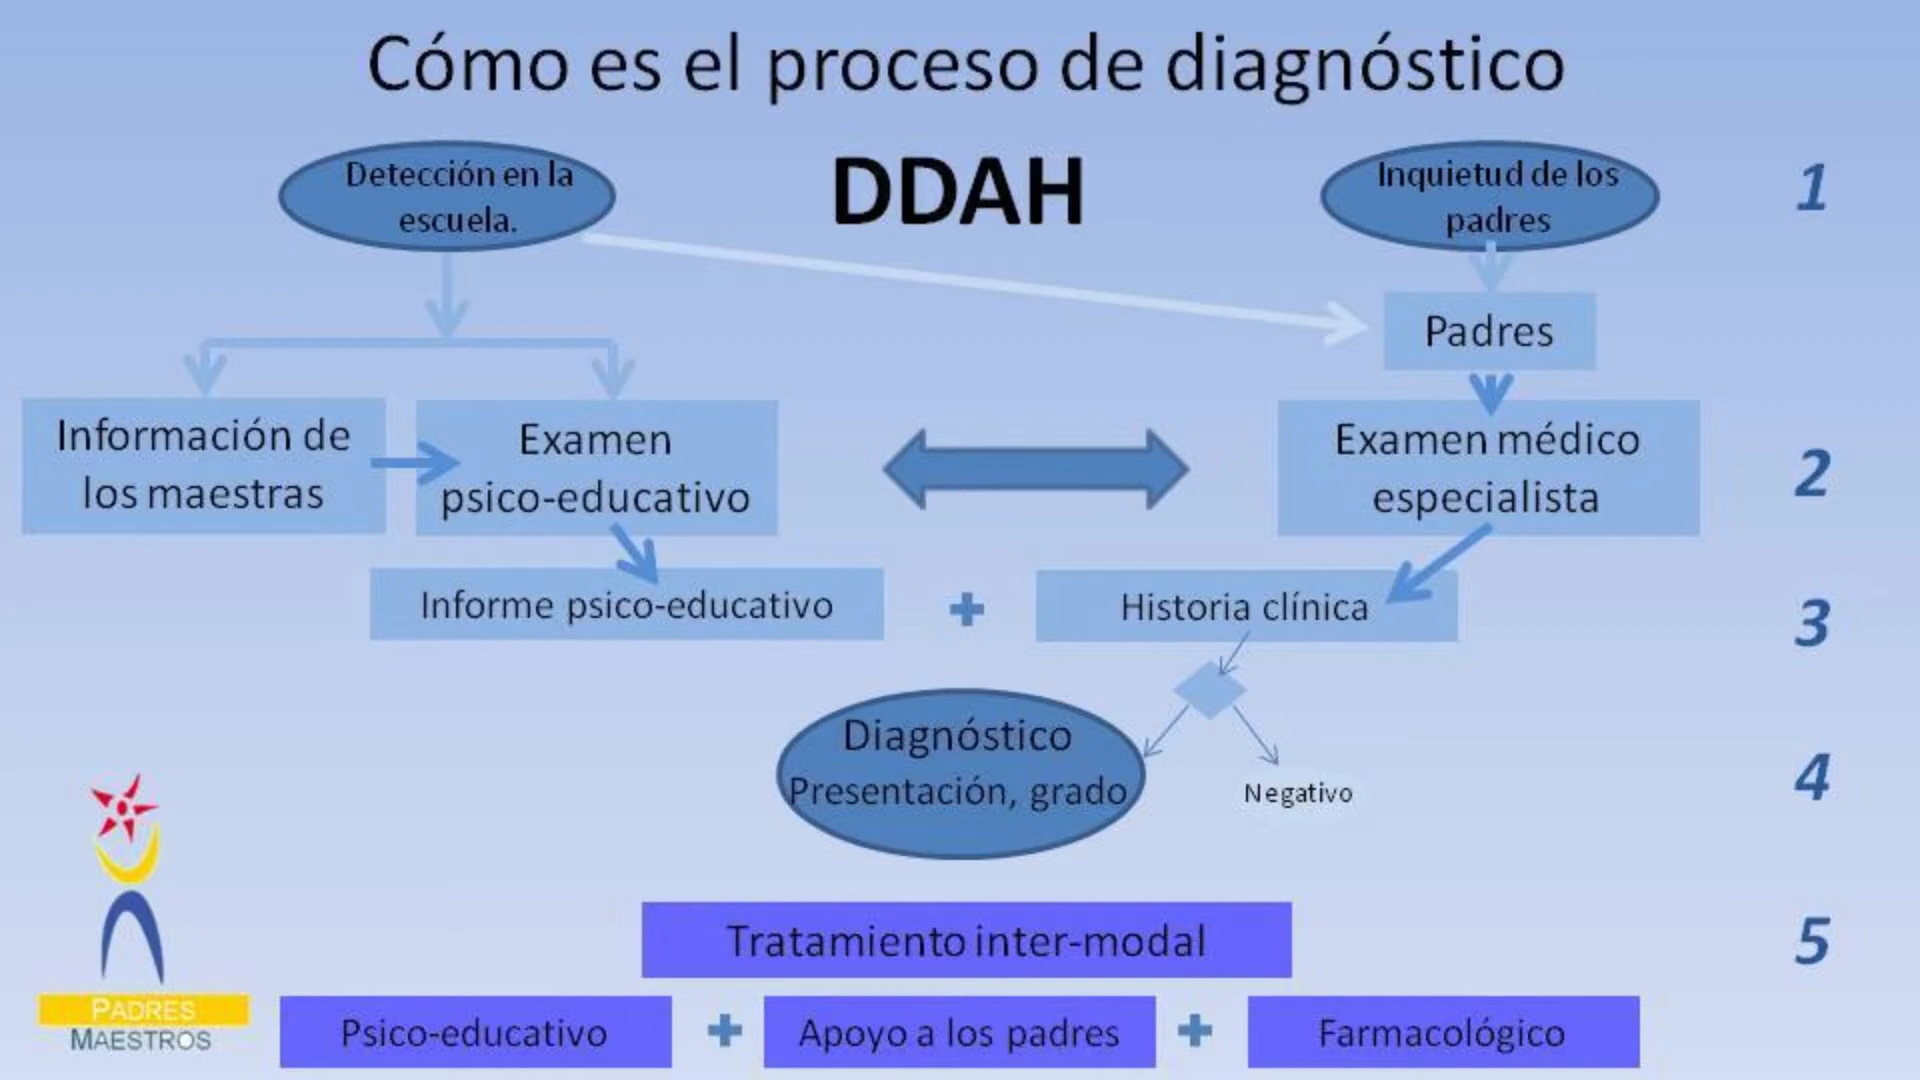 Cómo es el proceso de diagnóstico
DDAH
Detección en la
escuela.
Inquietud de los
padres
1
Padres
Información de
los maestras
Examen
psico-educativo
Examen médico
especialista
2
Informe psico-educativo
+
Historia clínica
3
Diagnóstico
Presentación, grado
Negativo
4
Tratamiento inter-modal
5
PADRES
MAESTROS
Psico-educativo
+
Apoyo a los padres
+
Farmacológico